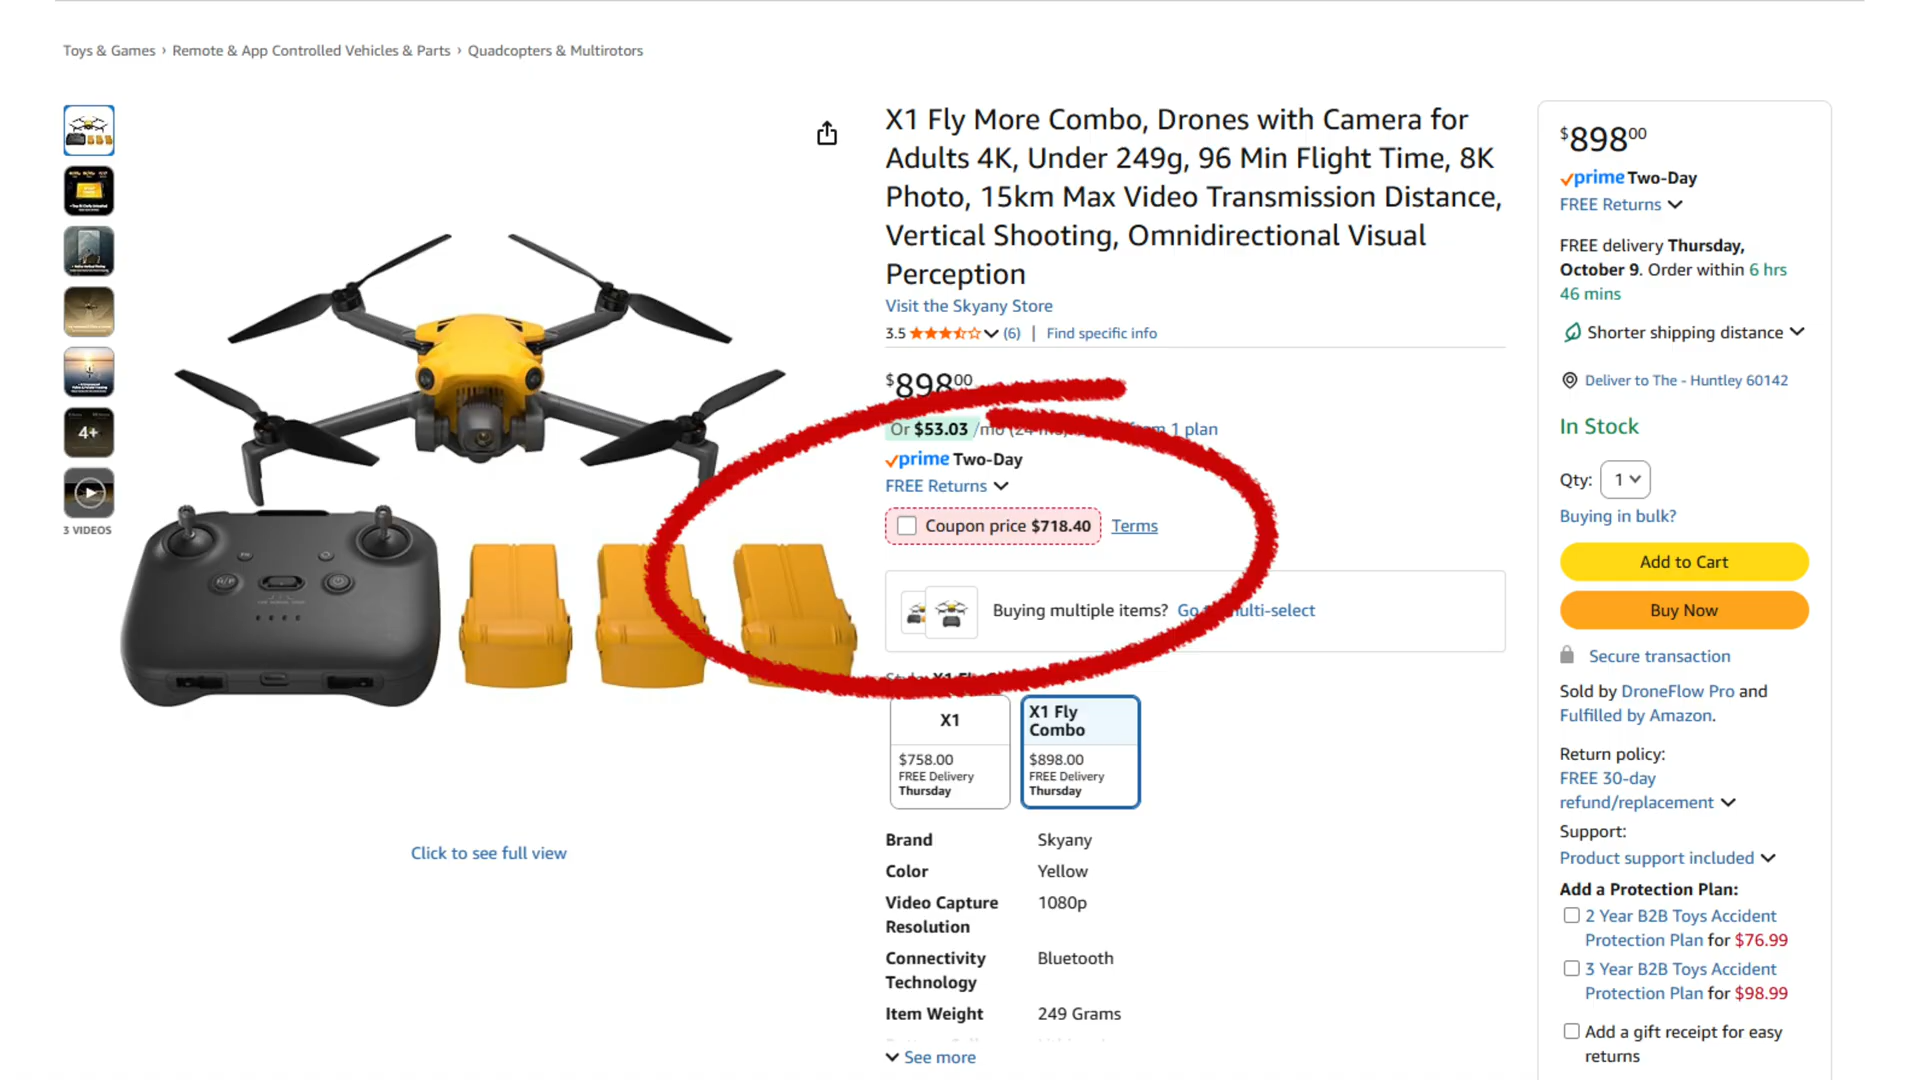 Toys & Games › Remote & App Controlled Vehicles & Parts › Quadcopters & Multirotors
4+
3 VIDEOS
Click to see full view
X1 Fly More Combo, Drones with Camera for
Adults 4K, Under 249g, 96 Min Flight Time, 8K
Photo, 15km Max Video Transmission Distance,
Vertical Shooting, Omnidirectional Visual
Perception
Visit the Skyany Store
3.5 (6) | Find specific info
$89800
Or $53.03 /mo 1 plan
prime Two-Day
FREE Returns
Coupon price $718.40 Terms
Buying multiple items? Go multi-select
X1
$758.00
FREE Delivery
Thursday
X1 Fly
Combo
$898.00
FREE Delivery
Thursday
Brand Skyany
Color Yellow
Video Capture 1080p
Resolution
Connectivity Bluetooth
Technology
Item Weight 249 Grams
See more
$89800
prime Two-Day
FREE Returns
FREE delivery Thursday,
October 9. Order within 6 hrs
46 mins
Shorter shipping distance
Deliver to The - Huntley 60142
In Stock
Qty: 1
Buying in bulk?
Add to Cart
Buy Now
Secure transaction
Sold by DroneFlow Pro and
Fulfilled by Amazon.
Return policy:
FREE 30-day
refund/replacement
Support:
Product support included
Add a Protection Plan:
2 Year B2B Toys Accident
Protection Plan for $76.99
3 Year B2B Toys Accident
Protection Plan for $98.99
Add a gift receipt for easy
returns